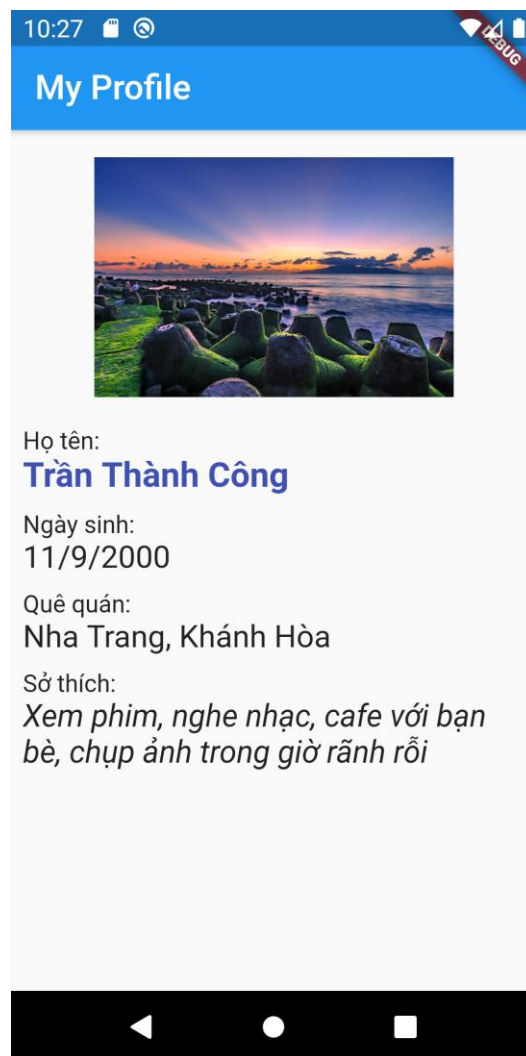 10:27
DEBUG
My Profile
Họ tên:
Trần Thành Công
Ngày sinh:
11/9/2000
Quê quán:
Nha Trang, Khánh Hòa
Sở thích:
Xem phim, nghe nhạc, cafe với bạn
bè, chụp ảnh trong giờ rãnh rỗi